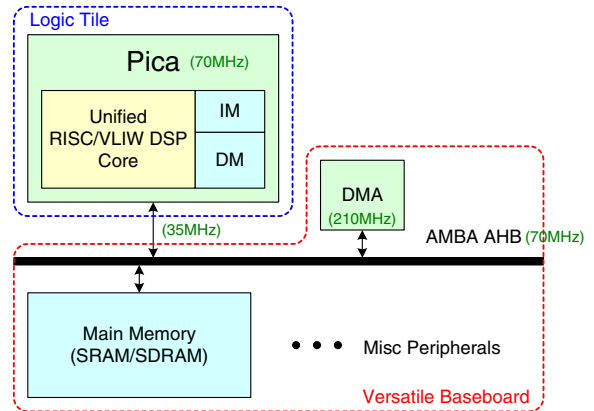 Logic Tile
Pica (70MHz)
Unified
RISC/VLIW DSP
Core
IM
DM
DMA
(210MHz)
(35MHz)
AMBA AHB (70MHz)
Main Memory
(SRAM/SDRAM)
• • • Misc Peripherals
Versatile Baseboard